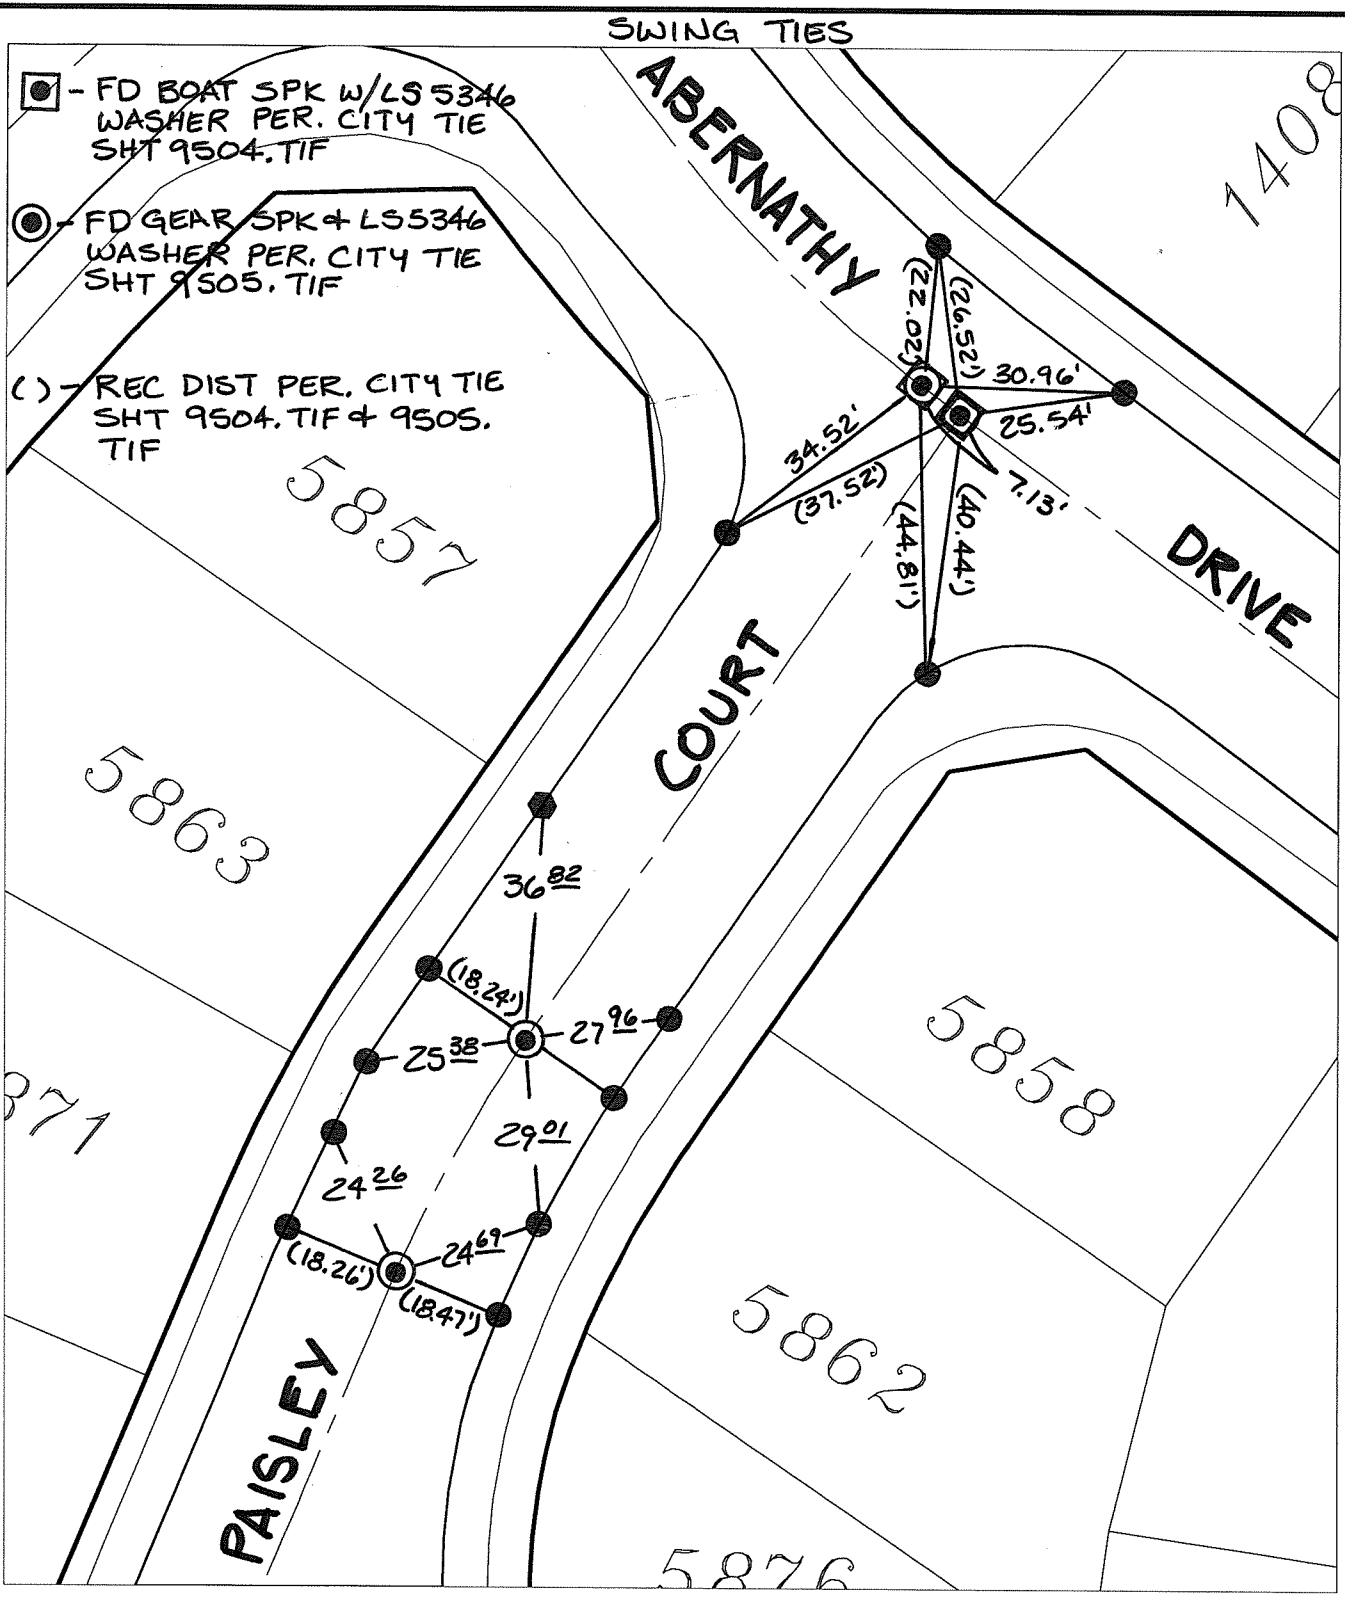 SWING TIES
- FD BOAT SPK W/LS 5346
WASHER PER. CITY TIE
SHT 9504.TIF
- FD GEAR SPK & LS5346
WASHER PER. CITY TIE
SHT 9505.TIF
( ) - REC DIST PER. CITY TIE
SHT 9504.TIF & 9505.
TIF
ABERNATHY
DRIVE
1408
(22.02')
(26.52')
30.96'
25.54'
34.52'
(37.52')
7.13'
(44.81')
(40.44')
5857
COURT
5863
36 82
(18.24')
27 96
25 38
5858
871
29 01
24 26
24 69
(18.26')
(18.47')
5862
PAISLEY
5876